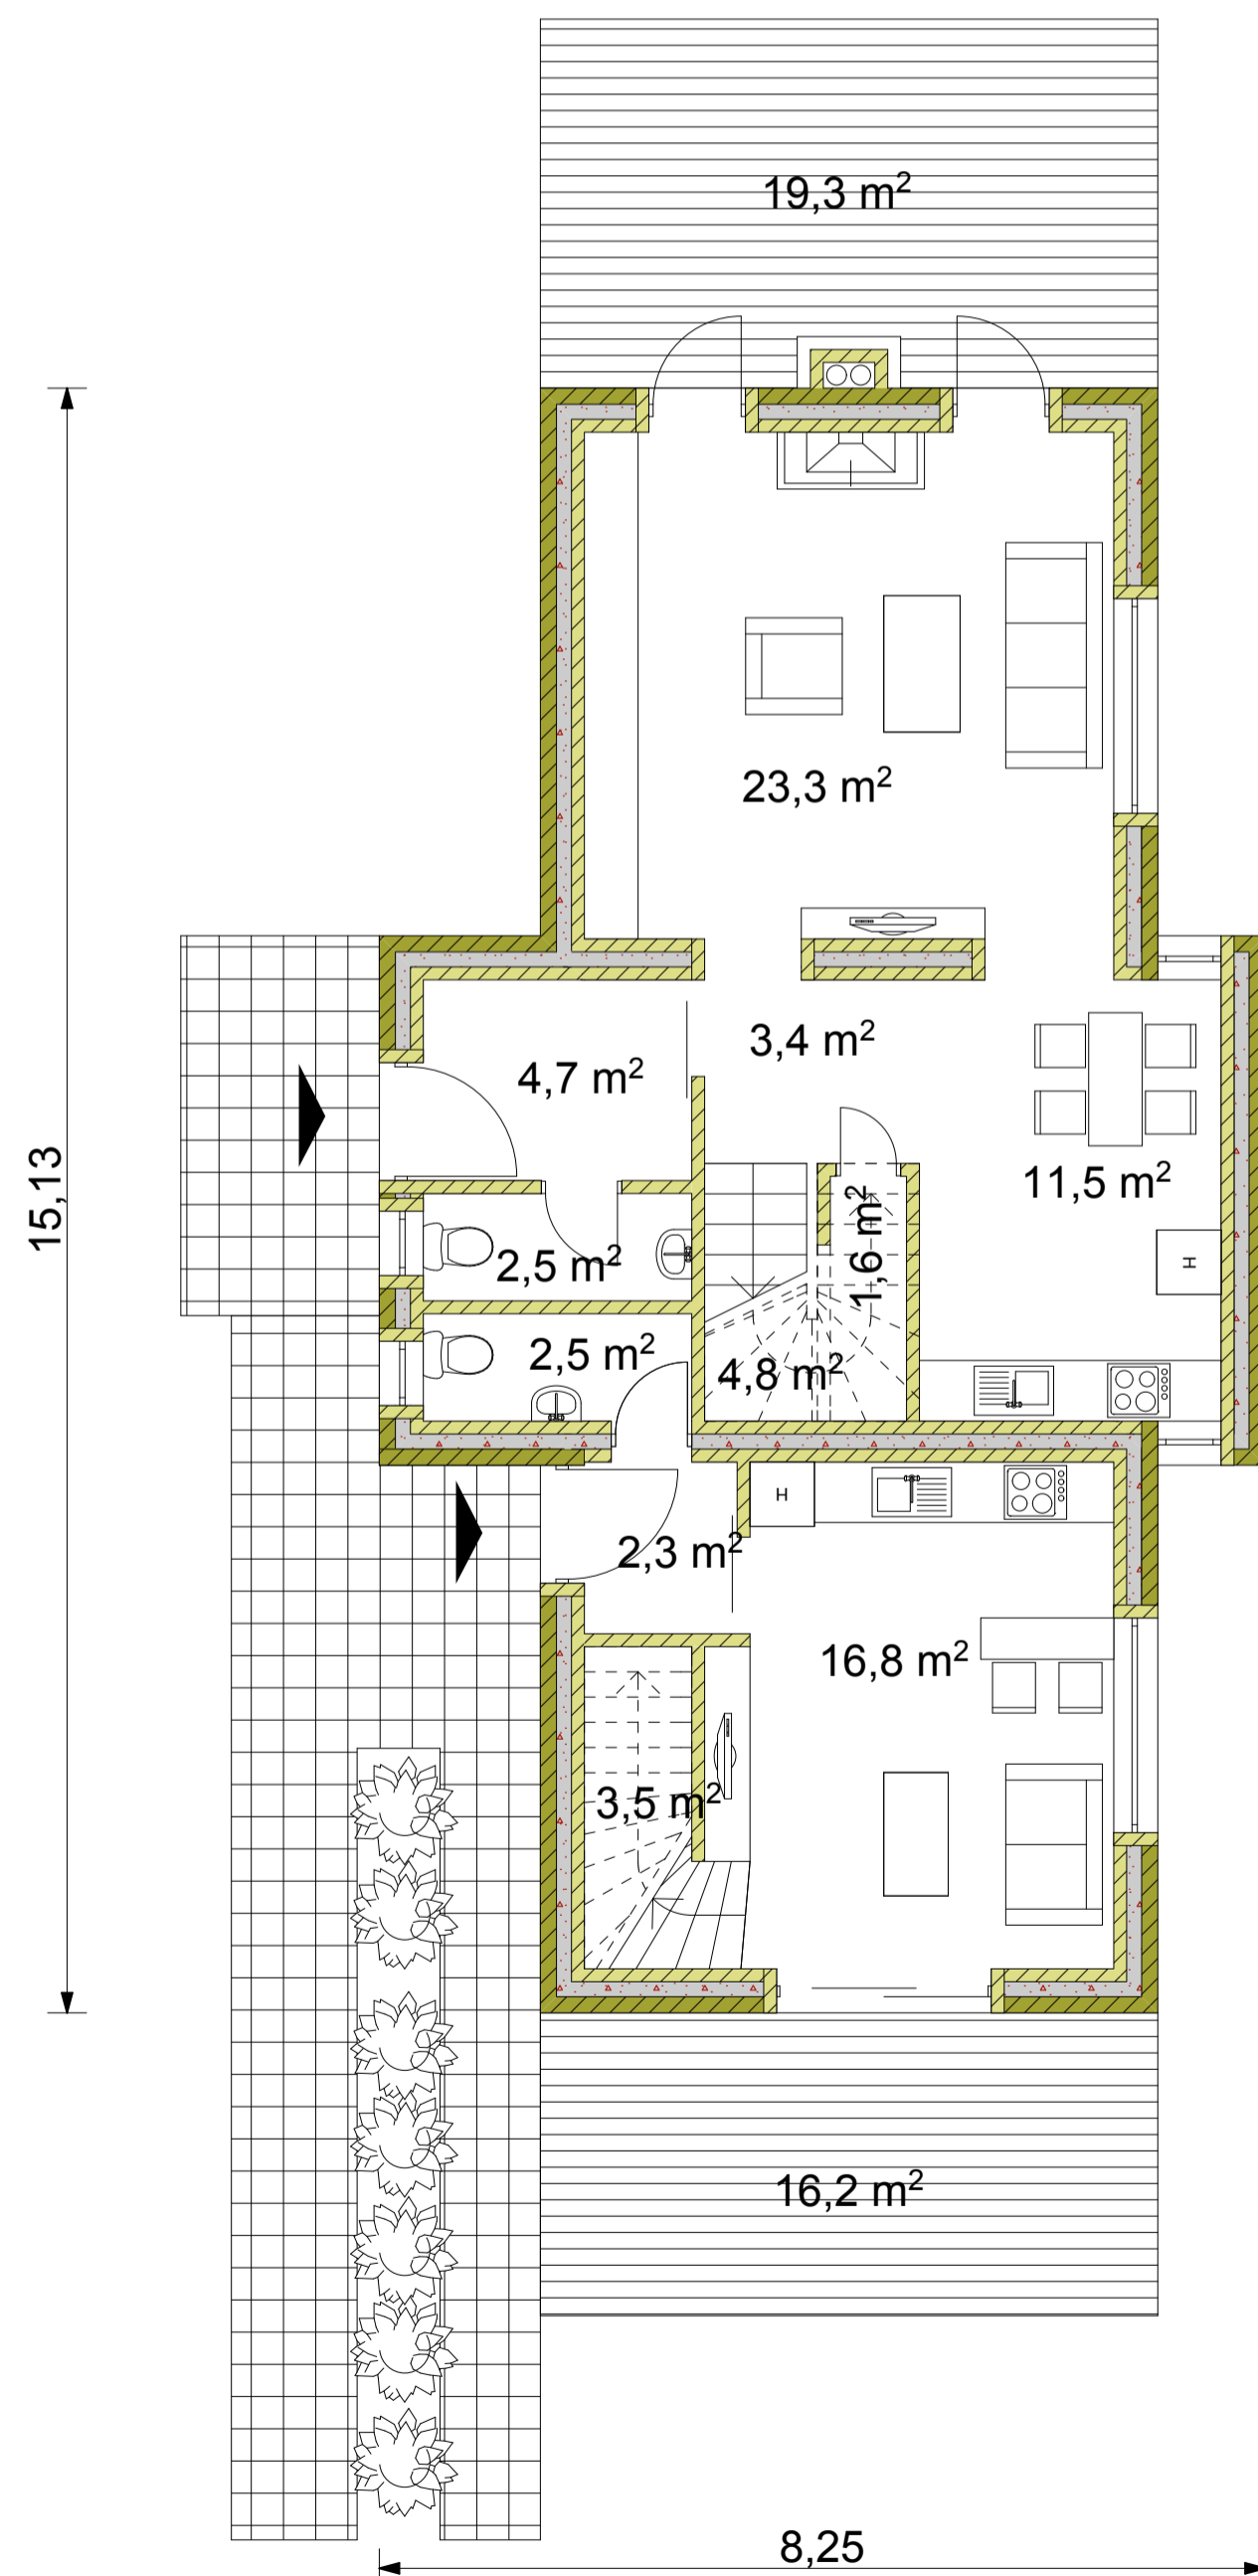 19,3 m²
23,3 m²
3,4 m²
4,7 m²
15,13
11,5 m²
1,6 m²
2,5 m²
H
2,5 m²
4,8 m²
H
2,3 m²
16,8 m²
3,5 m²
16,2 m²
8,25